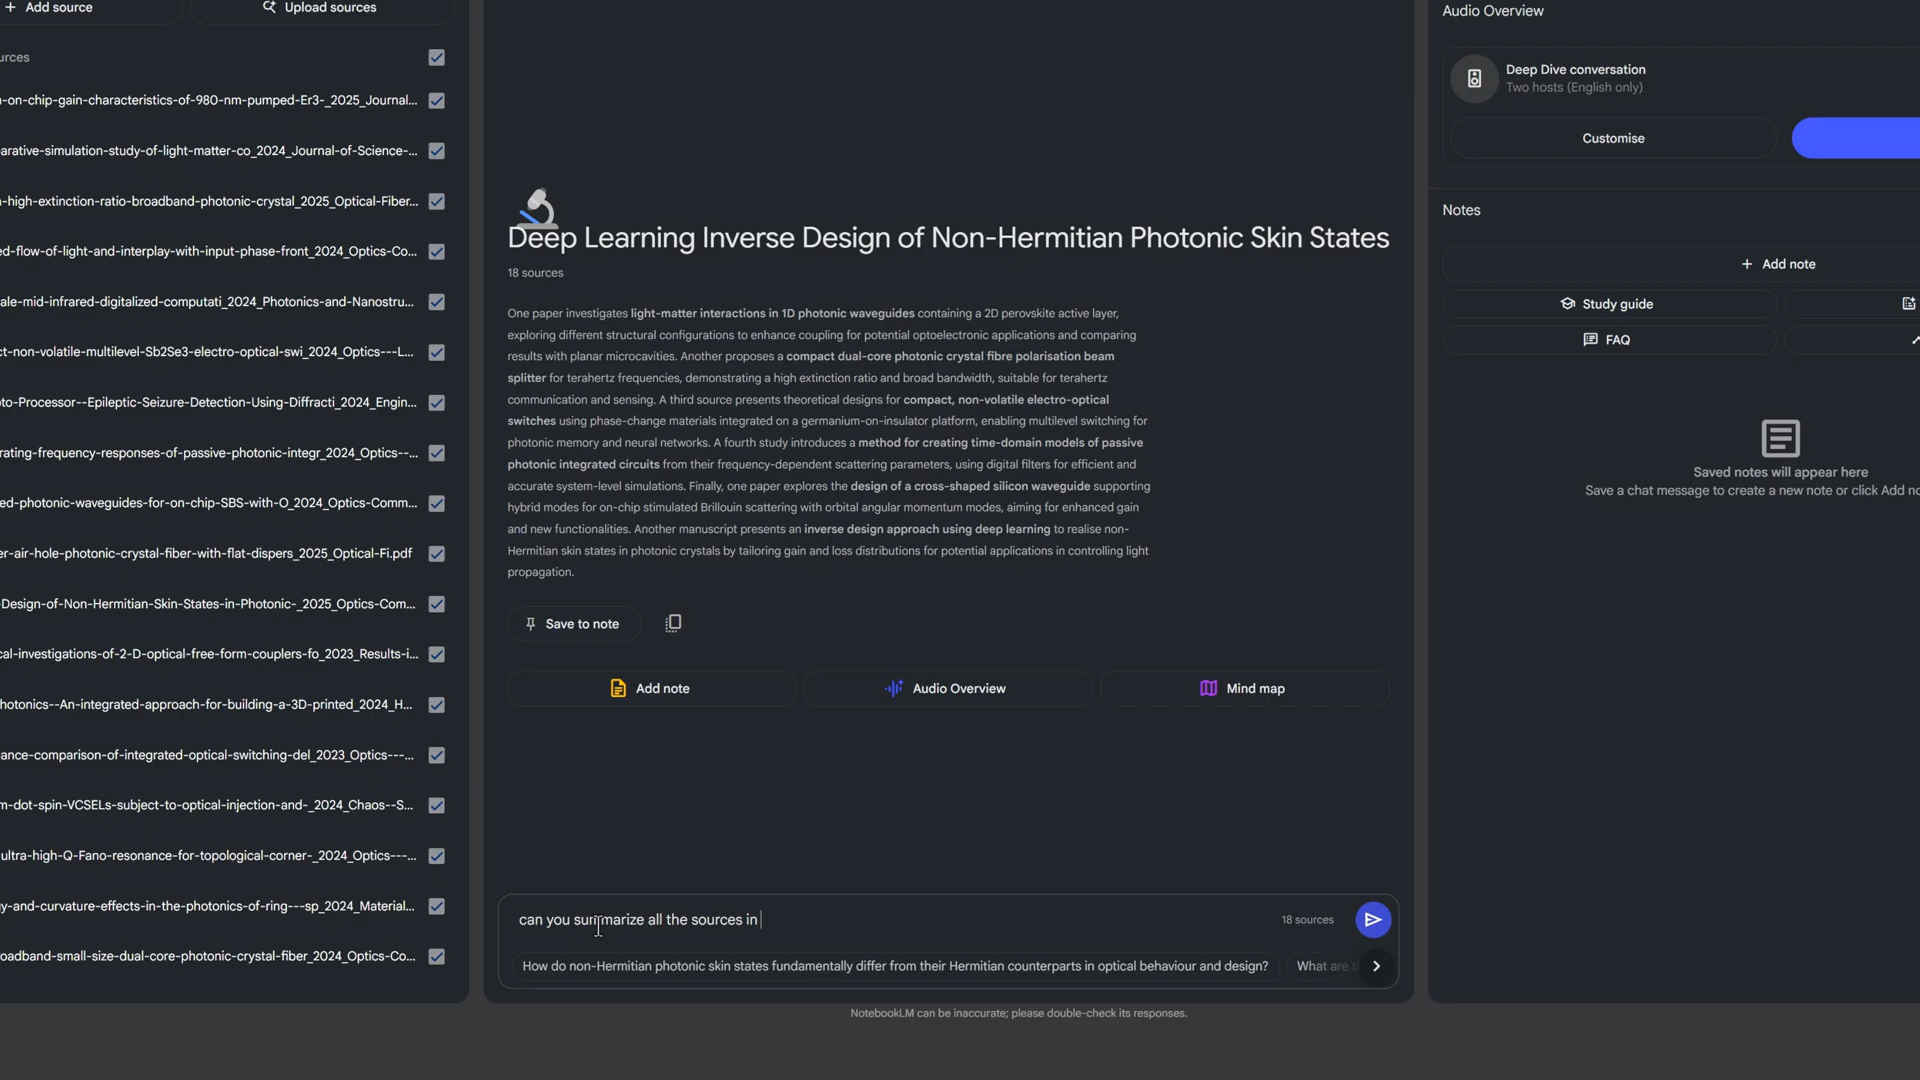 Add source
Upload sources
urces
-on-chip-gain-characteristics-of-980-nm-pumped-Er3-_2025_Journal...
arative-simulation-study-of-light-matter-co_2024_Journal-of-Science-...
-high-extinction-ratio-broadband-photonic-crystal_2025_Optical-Fiber...
ed-flow-of-light-and-interplay-with-input-phase-front_2024_Optics-Co...
ale-mid-infrared-digitalized-computati_2024_Photonics-and-Nanostru...
ct-non-volatile-multilevel-Sb2Se3-electro-optical-swi_2024_Optics---L...
to-Processor--Epileptic-Seizure-Detection-Using-Diffracti_2024_Engin...
rating-frequency-responses-of-passive-photonic-integr_2024_Optics--...
ed-photonic-waveguides-for-on-chip-SBS-with-O_2024_Optics-Comm...
er-air-hole-photonic-crystal-fiber-with-flat-dispers_2025_Optical-Fi.pdf
-Design-of-Non-Hermitian-Skin-States-in-Photonic-_2025_Optics-Com...
cal-investigations-of-2-D-optical-free-form-couplers-fo_2023_Results-i...
hotonics--An-integrated-approach-for-building-a-3D-printed_2024_H...
ance-comparison-of-integrated-optical-switching-del_2023_Optics---...
m-dot-spin-VCSELs-subject-to-optical-injection-and-_2024_Chaos--S...
ultra-high-Q-Fano-resonance-for-topological-corner-_2024_Optics---...
y-and-curvature-effects-in-the-photonics-of-ring---sp_2024_Material...
oadband-small-size-dual-core-photonic-crystal-fiber_2024_Optics-Co...
Deep Learning Inverse Design of Non-Hermitian Photonic Skin States
18 sources
One paper investigates light-matter interactions in 1D photonic waveguides containing a 2D perovskite active layer,
exploring different structural configurations to enhance coupling for potential optoelectronic applications and comparing
results with planar microcavities. Another proposes a compact dual-core photonic crystal fibre polarisation beam
splitter for terahertz frequencies, demonstrating a high extinction ratio and broad bandwidth, suitable for terahertz
communication and sensing. A third source presents theoretical designs for compact, non-volatile electro-optical
switches using phase-change materials integrated on a germanium-on-insulator platform, enabling multilevel switching for
photonic memory and neural networks. A fourth study introduces a method for creating time-domain models of passive
photonic integrated circuits from their frequency-dependent scattering parameters, using digital filters for efficient and
accurate system-level simulations. Finally, one paper explores the design of a cross-shaped silicon waveguide supporting
hybrid modes for on-chip stimulated Brillouin scattering with orbital angular momentum modes, aiming for enhanced gain
and new functionalities. Another manuscript presents an inverse design approach using deep learning to realise non-
Hermitian skin states in photonic crystals by tailoring gain and loss distributions for potential applications in controlling light
propagation.
Save to note
Add note
Audio Overview
Mind map
can you summarize all the sources in
18 sources
How do non-Hermitian photonic skin states fundamentally differ from their Hermitian counterparts in optical behaviour and design?
What are
NotebookLM can be inaccurate; please double-check its responses.
Audio Overview
Deep Dive conversation
Two hosts (English only)
Customise
Notes
Add note
Study guide
FAQ
Saved notes will appear here
Save a chat message to create a new note or click Add no